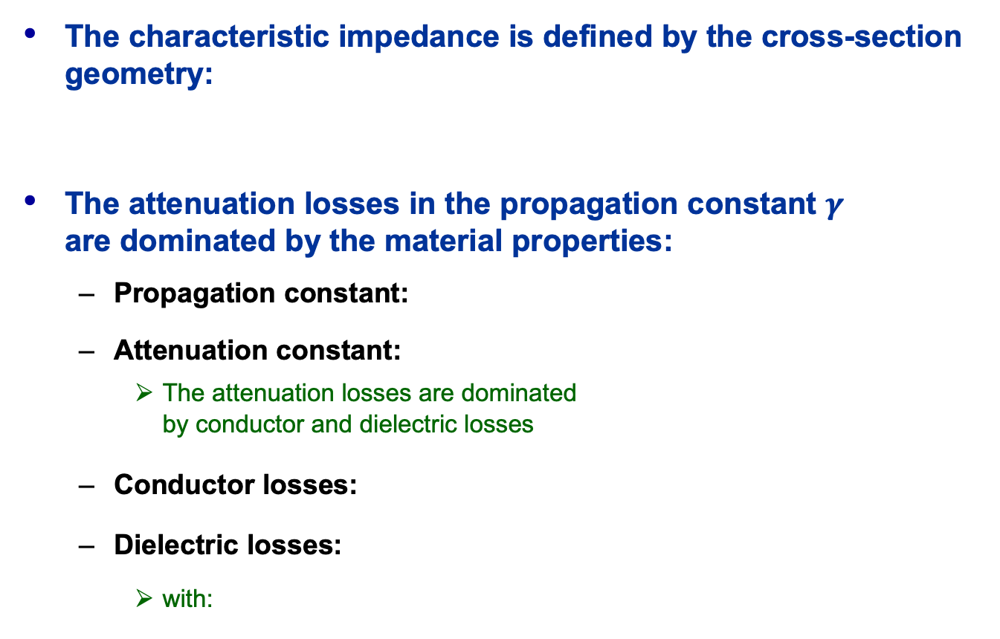 • The characteristic impedance is defined by the cross-section
geometry:
• The attenuation losses in the propagation constant γ
are dominated by the material properties:
– Propagation constant:
– Attenuation constant:
➢ The attenuation losses are dominated
by conductor and dielectric losses
– Conductor losses:
– Dielectric losses:
➢ with: